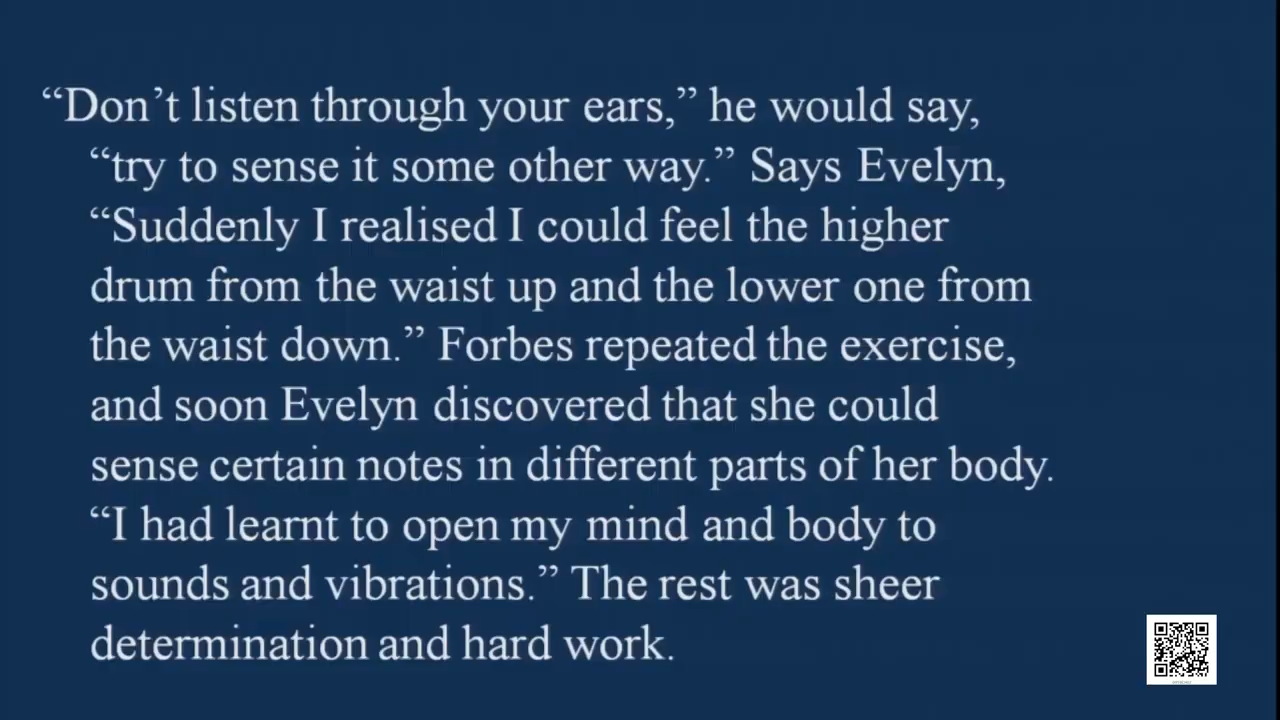 “Don’t listen through your ears,” he would say,
“try to sense it some other way.” Says Evelyn,
“Suddenly I realised I could feel the higher
drum from the waist up and the lower one from
the waist down.” Forbes repeated the exercise,
and soon Evelyn discovered that she could
sense certain notes in different parts of her body.
“I had learnt to open my mind and body to
sounds and vibrations.” The rest was sheer
determination and hard work.